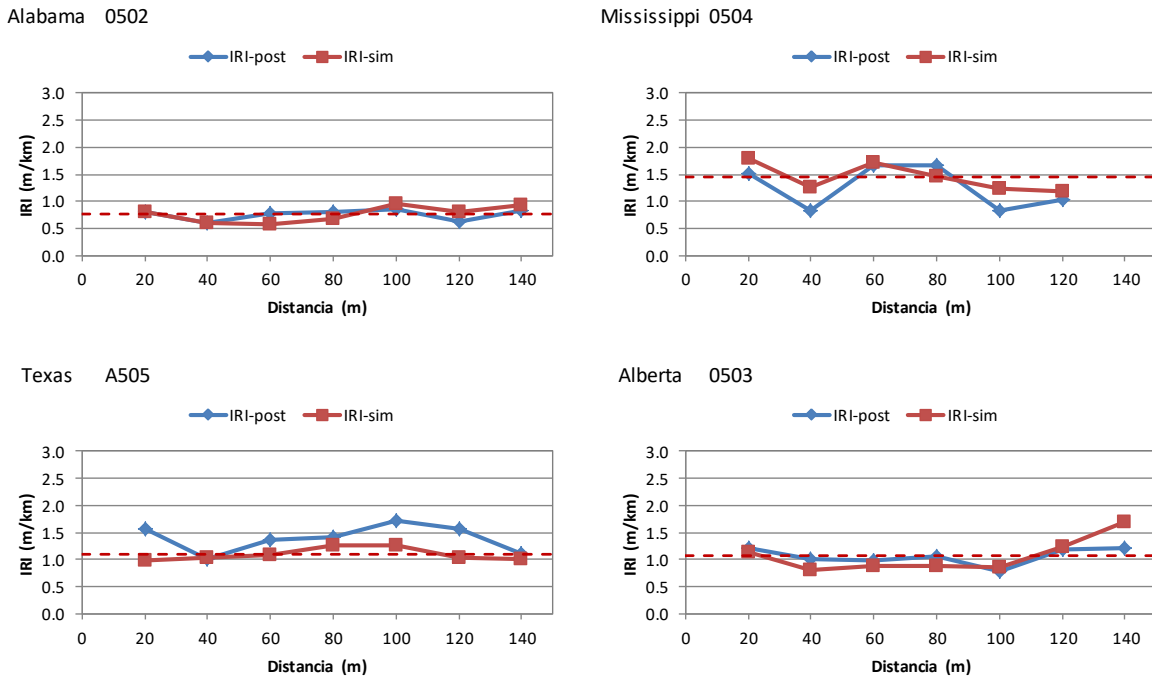 Alabama 0502
IRI-post IRI-sim
3.0
2.5
2.0
1.5
1.0
0.5
0.0
IRI (m/km)
0 20 40 60 80 100 120 140
Distancia (m)
Mississippi 0504
IRI-post IRI-sim
3.0
2.5
2.0
1.5
1.0
0.5
0.0
IRI (m/km)
0 20 40 60 80 100 120 140
Distancia (m)
Texas A505
IRI-post IRI-sim
3.0
2.5
2.0
1.5
1.0
0.5
0.0
IRI (m/km)
0 20 40 60 80 100 120 140
Distancia (m)
Alberta 0503
IRI-post IRI-sim
3.0
2.5
2.0
1.5
1.0
0.5
0.0
IRI (m/km)
0 20 40 60 80 100 120 140
Distancia (m)